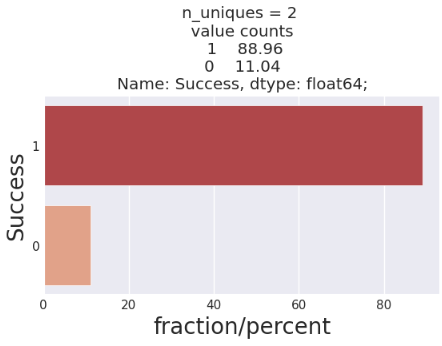 n_uniques = 2
value counts
1 88.96
0 11.04
Name: Success, dtype: float64;
Success
1
0
0 20 40 60 80
fraction/percent